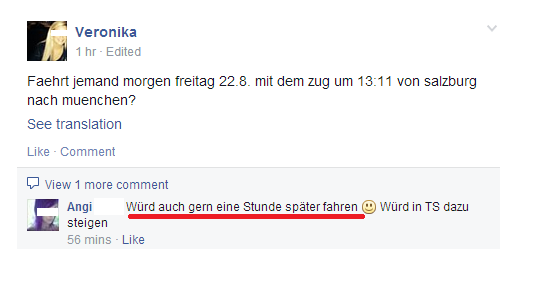 Veronika
1 hr · Edited
Faehrt jemand morgen freitag 22.8. mit dem zug um 13:11 von salzburg
nach muenchen?
See translation
Like · Comment
View 1 more comment
Angi Würd auch gern eine Stunde später fahren Würd in TS dazu
steigen
56 mins · Like